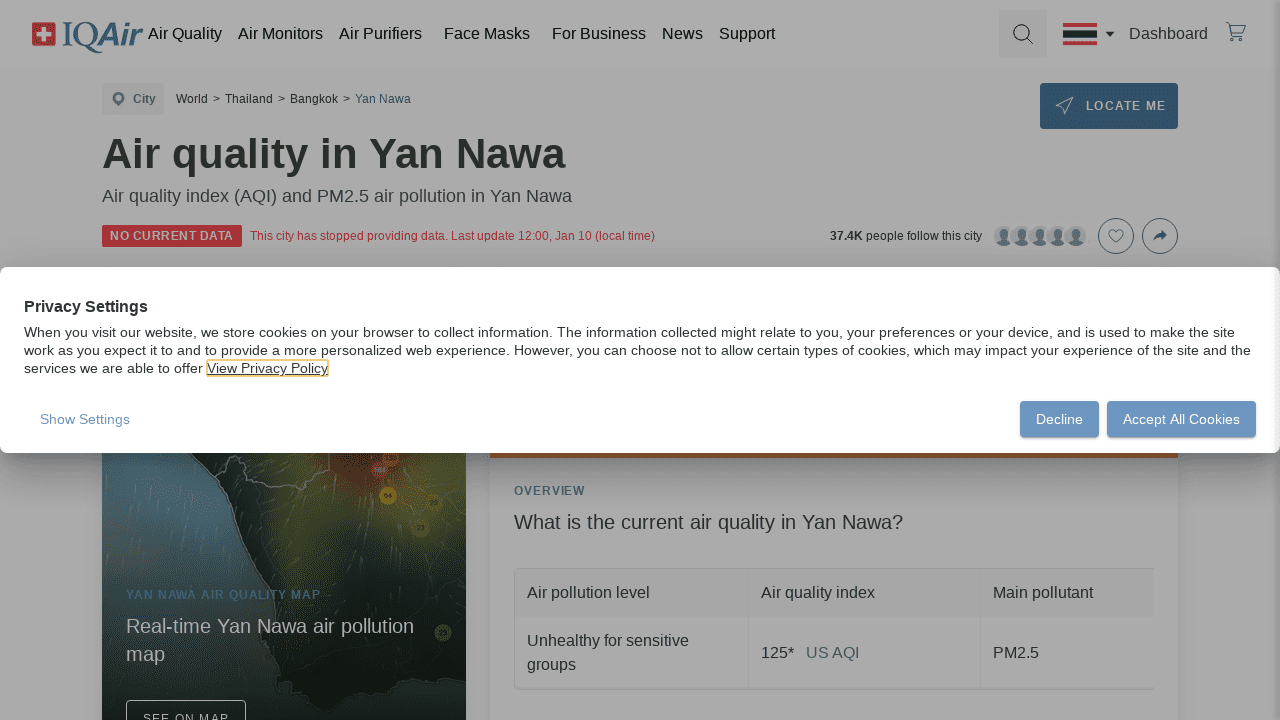 IQAir Air Quality Air Monitors Air Purifiers Face Masks For Business News Support Dashboard
City World > Thailand > Bangkok > Yan Nawa
LOCATE ME
Air quality in Yan Nawa
Air quality index (AQI) and PM2.5 air pollution in Yan Nawa
NO CURRENT DATA This city has stopped providing data. Last update 12:00, Jan 10 (local time) 37.4K people follow this city
Privacy Settings
When you visit our website, we store cookies on your browser to collect information. The information collected might relate to you, your preferences or your device, and is used to make the site
work as you expect it to and to provide a more personalized web experience. However, you can choose not to allow certain types of cookies, which may impact your experience of the site and the
services we are able to offer View Privacy Policy
Show Settings Decline Accept All Cookies
YAN NAWA AIR QUALITY MAP
Real-time Yan Nawa air pollution
map
SEE ON MAP
OVERVIEW
What is the current air quality in Yan Nawa?
Air pollution level Air quality index Main pollutant
Unhealthy for sensitive
groups 125* US AQI PM2.5